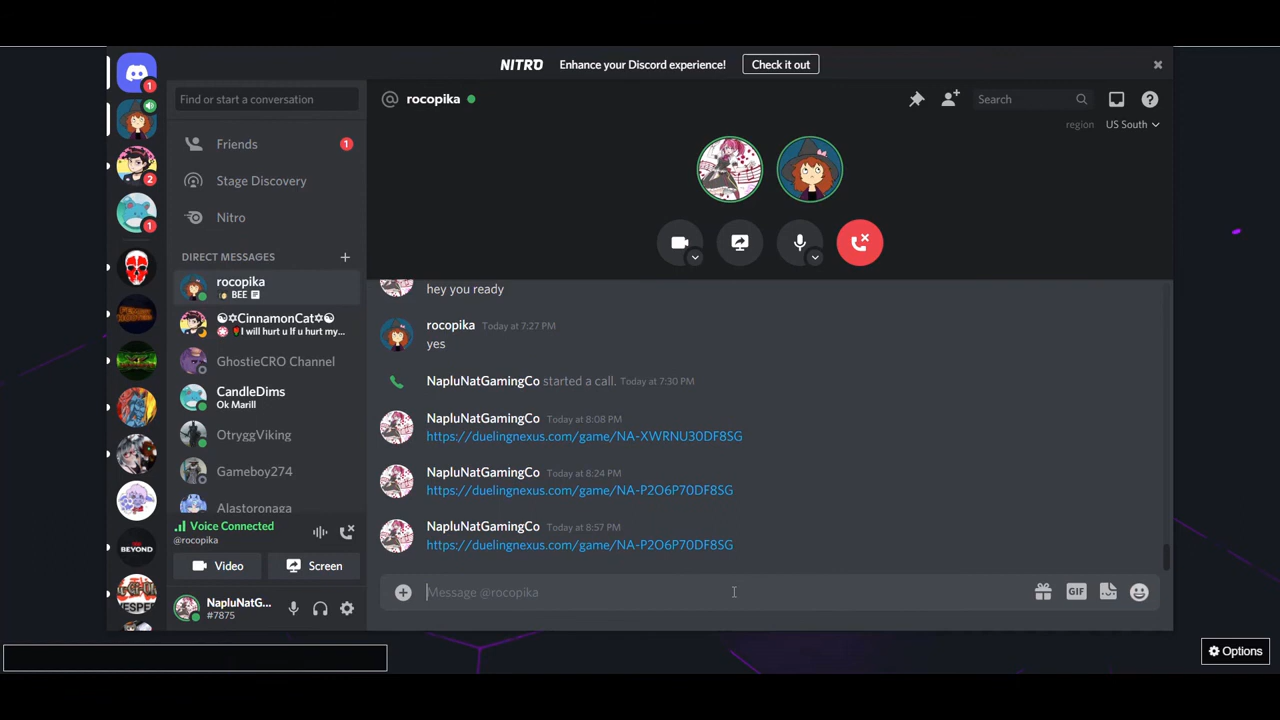 NITRO Enhance your Discord experience! Check it out
1
2
1
BEYOND
Find or start a conversation
Friends 1
Stage Discovery
Nitro
DIRECT MESSAGES
rocopika
BEE
☯✡CinnamonCat✡☯
I will hurt u If u hurt my...
GhostieCRO Channel
CandleDims
Ok Marill
OtryggViking
Gameboy274
Alastoronaga
Voice Connected
@rocopika
Video Screen
NapluNatG...
#7875
rocopika
Search
region US South
hey you ready
rocopika Today at 7:27 PM
yes
NapluNatGamingCo started a call. Today at 7:30 PM
NapluNatGamingCo Today at 8:08 PM
https://duelingnexus.com/game/NA-XWRNU30DF8SG
NapluNatGamingCo Today at 8:24 PM
https://duelingnexus.com/game/NA-P2O6P70DF8SG
NapluNatGamingCo Today at 8:57 PM
https://duelingnexus.com/game/NA-P2O6P70DF8SG
Message @rocopika
GIF
Options